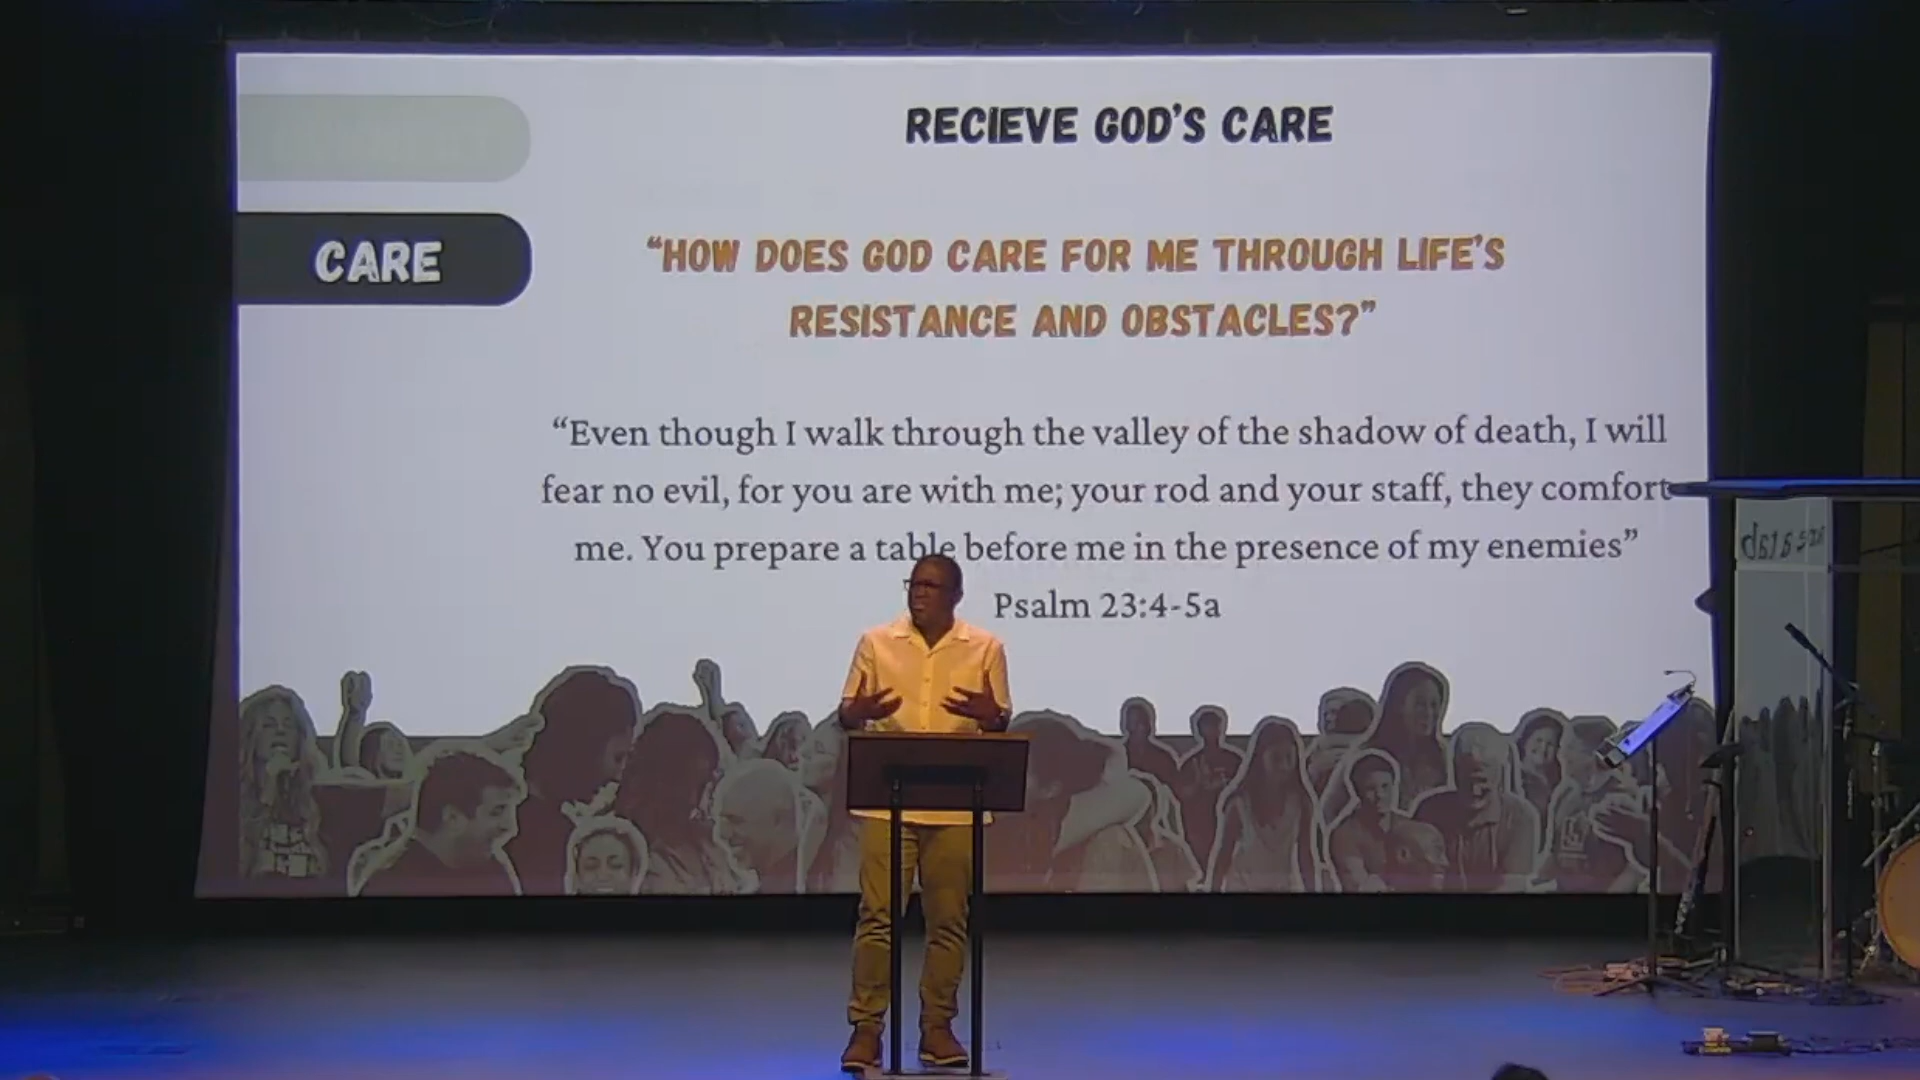 RECIEVE GOD'S CARE
CARE
“HOW DOES GOD CARE FOR ME THROUGH LIFE'S
RESISTANCE AND OBSTACLES?”
“Even though I walk through the valley of the shadow of death, I will
fear no evil, for you are with me; your rod and your staff, they comfort
me. You prepare a table before me in the presence of my enemies”
Psalm 23:4-5a